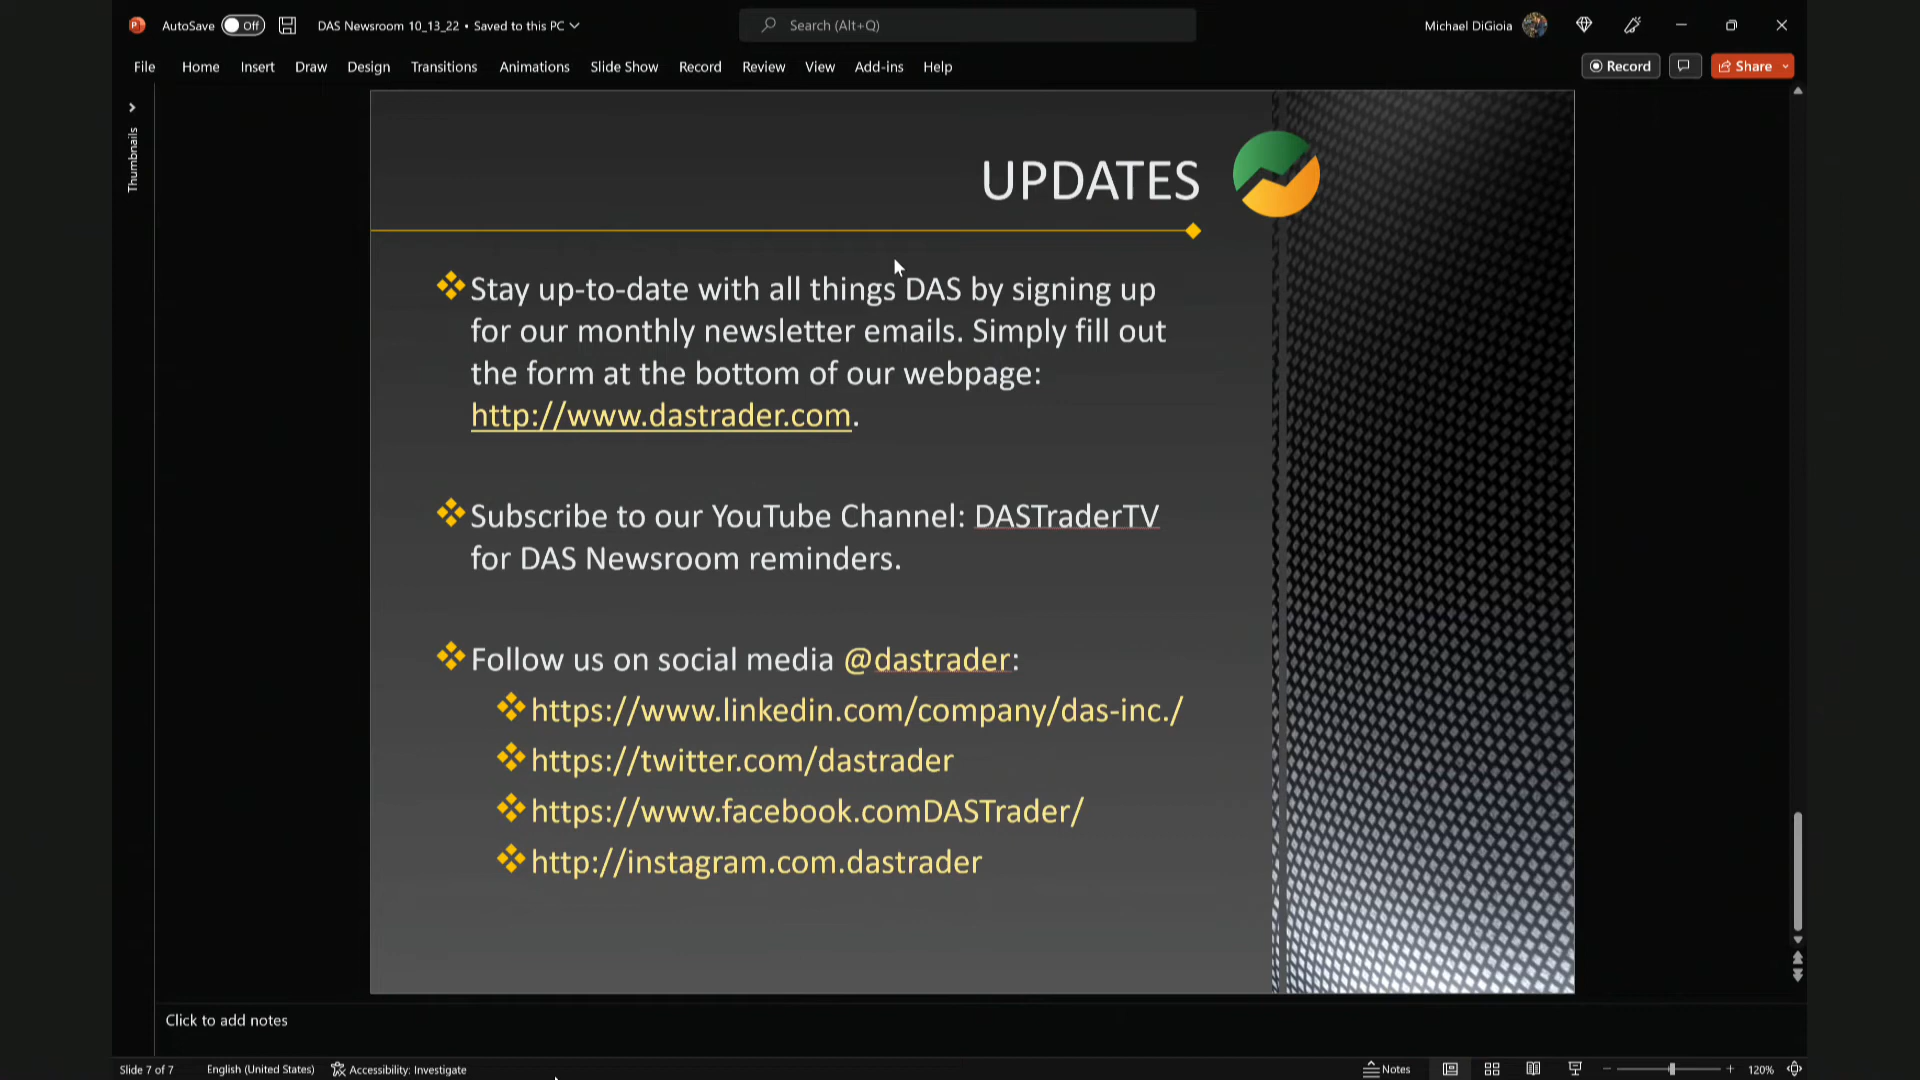 AutoSave Off DAS Newsroom 10_13_22 • Saved to this PC Search (Alt+Q) Michael DiGioia
File Home Insert Draw Design Transitions Animations Slide Show Record Review View Add-ins Help Record Share
Thumbnails
UPDATES
Stay up-to-date with all things DAS by signing up
for our monthly newsletter emails. Simply fill out
the form at the bottom of our webpage:
http://www.dastrader.com.
Subscribe to our YouTube Channel: DASTraderTV
for DAS Newsroom reminders.
Follow us on social media @dastrader:
https://www.linkedin.com/company/das-inc./
https://twitter.com/dastrader
https://www.facebook.comDASTrader/
http://instagram.com.dastrader
Click to add notes
Slide 7 of 7 English (United States) Accessibility: Investigate Notes 120%